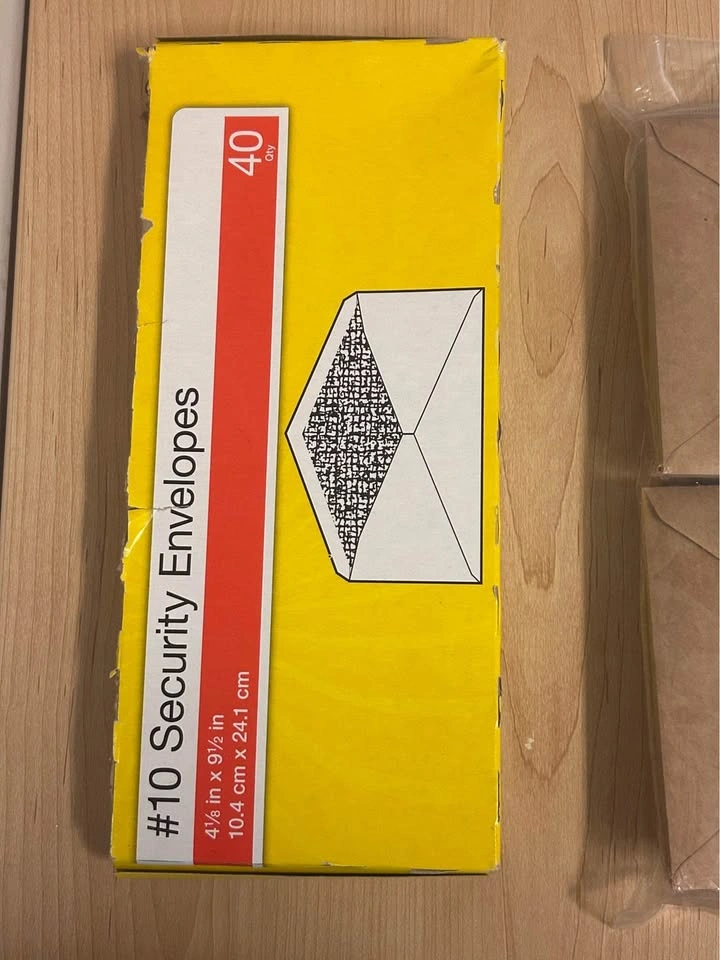 #10 Security Envelopes
4⅛ in x 9½ in
10.4 cm x 24.1 cm
40
Qty